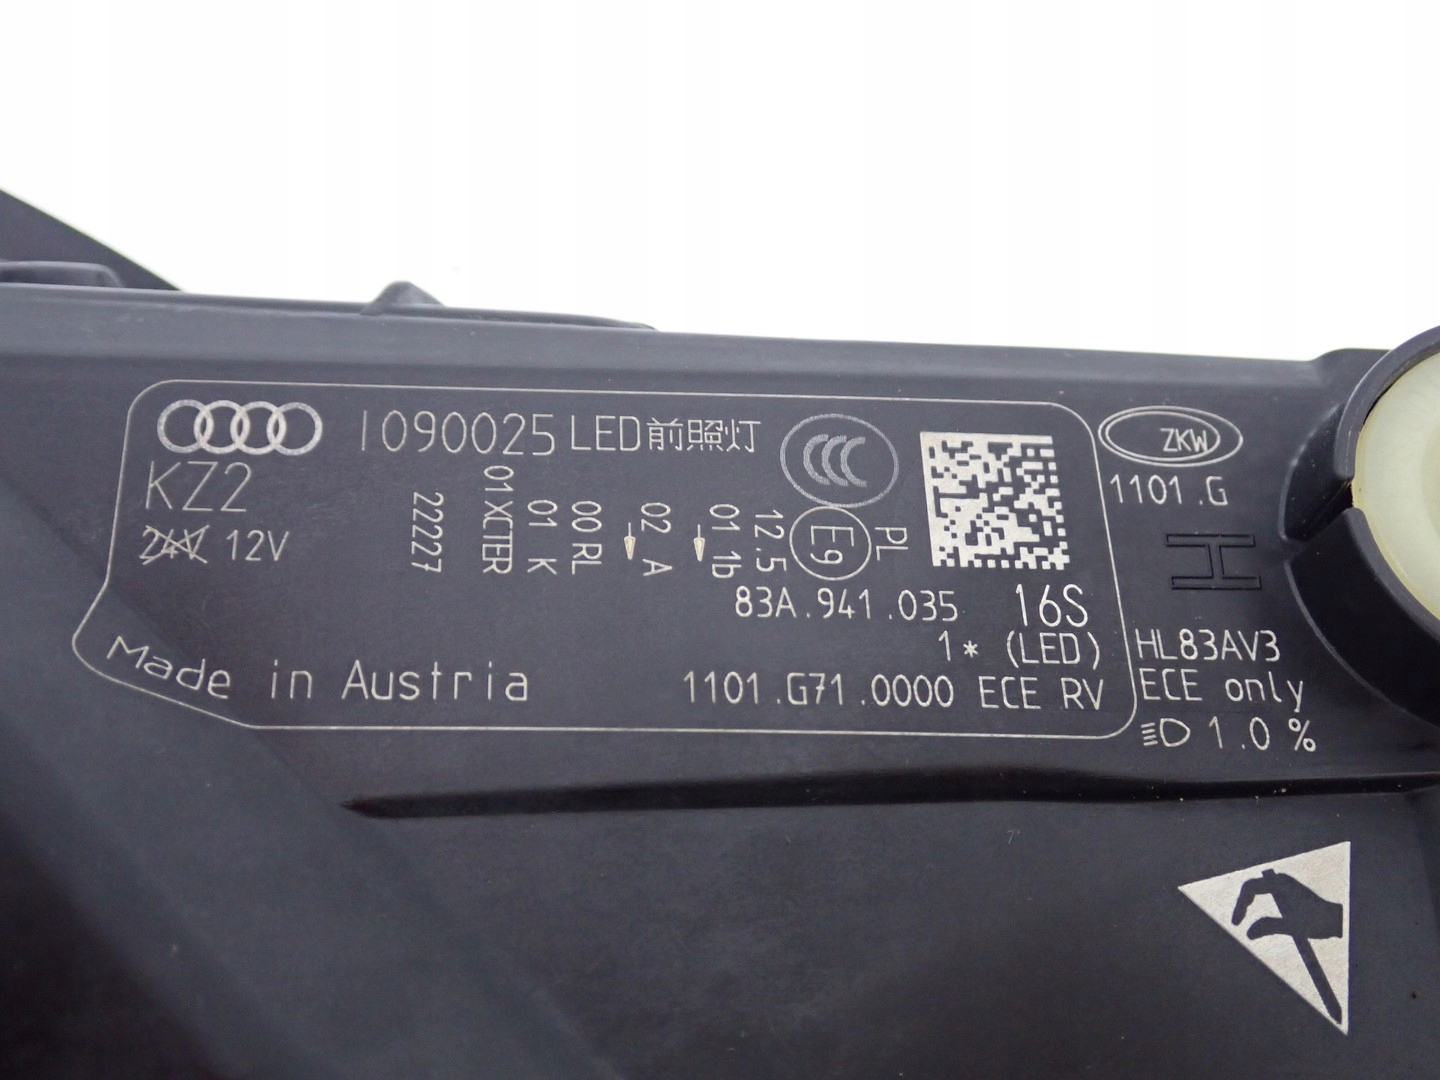 1090025 LED前照灯
KZ2
24V 12V
22227
01XCTER
01 K
00 RL
02 A
01 1b
12.5
E9
PL
83A.941.035 16S
1* (LED)
1101.G71.0000 ECE RV
Made in Austria
ZKW
1101.G
H
HL83AV3
ECE only
1.0%